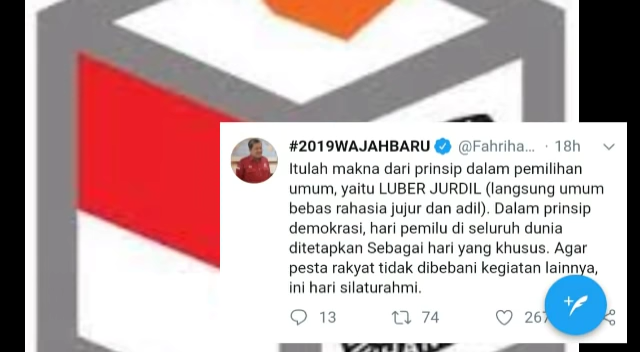 #2019WAJAHBARU @Fahriha... · 18h
Itulah makna dari prinsip dalam pemilihan
umum, yaitu LUBER JURDIL (langsung umum
bebas rahasia jujur dan adil). Dalam prinsip
demokrasi, hari pemilu di seluruh dunia
ditetapkan Sebagai hari yang khusus. Agar
pesta rakyat tidak dibebani kegiatan lainnya,
ini hari silaturahmi.
13 74